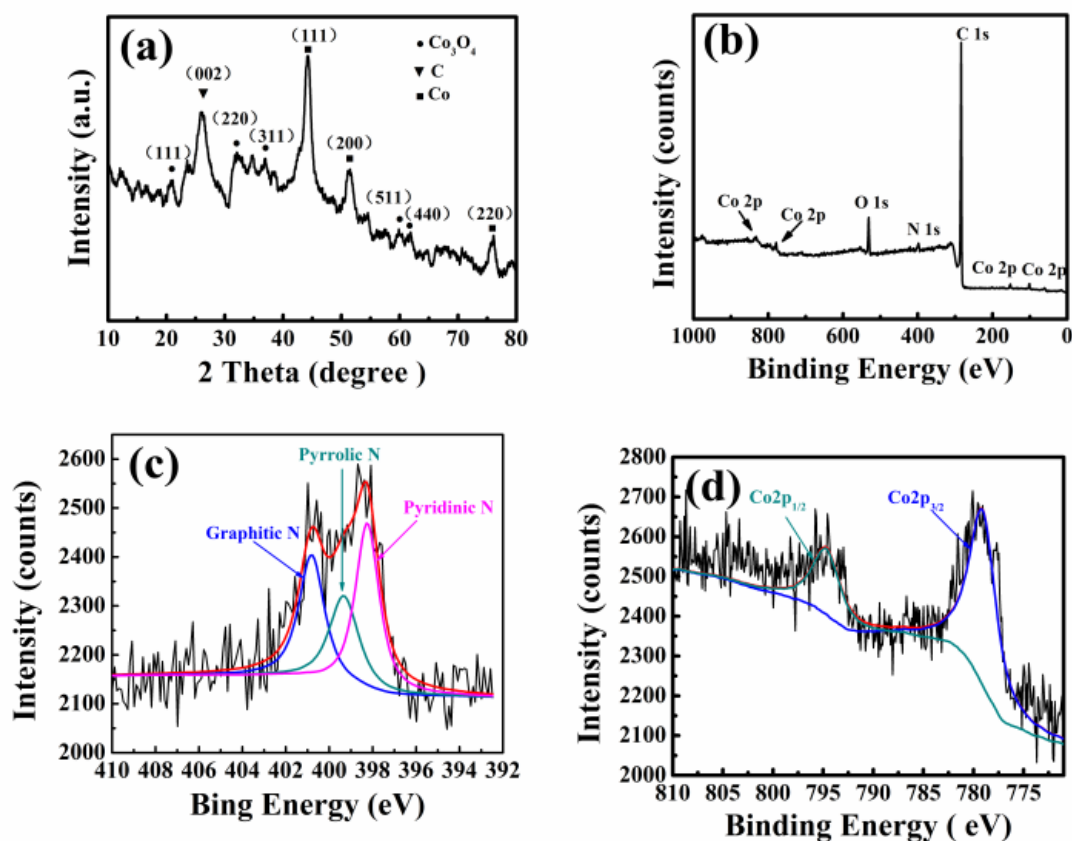 (a)
(111)
Co3O4
C
Co
(002)
(220)
(311)
(111)
(200)
(511)
(440)
(220)
Intensity (a.u.)
10 20 30 40 50 60 70 80
2 Theta (degree )
(b)
C 1s
O 1s
Co 2p
Co 2p
N 1s
Co 2p Co 2p
Intensity (counts)
1000 800 600 400 200 0
Binding Energy (eV)
(c)
Pyrrolic N
Pyridinic N
Graphitic N
Intensity (counts)
2600
2500
2400
2300
2200
2100
2000
410 408 406 404 402 400 398 396 394 392
Bing Energy (eV)
(d)
Co2p1/2
Co2p3/2
Intensity (counts)
2800
2700
2600
2500
2400
2300
2200
2100
2000
810 805 800 795 790 785 780 775
Binding Energy ( eV)